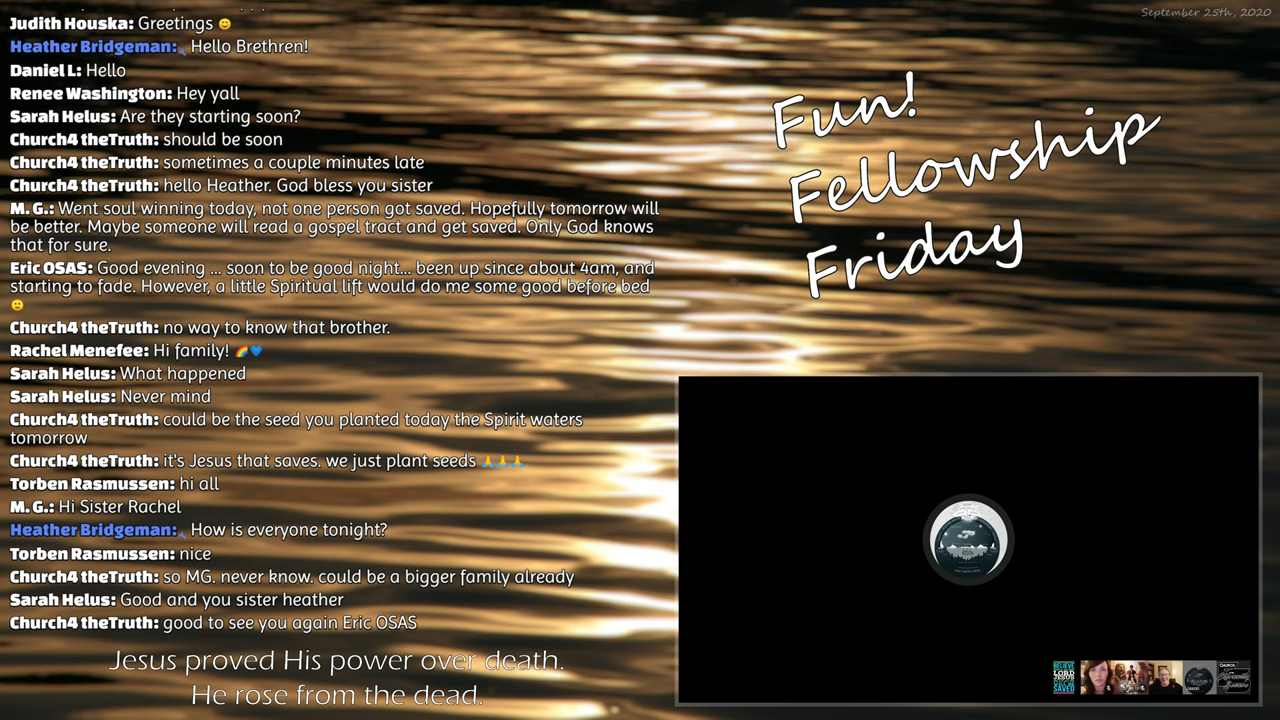 September 25th, 2020
Judith Houska: Greetings 😊
Heather Bridgeman: Hello Brethren!
Daniel L: Hello
Renee Washington: Hey yall
Sarah Helus: Are they starting soon?
Church4 theTruth: should be soon
Church4 theTruth: sometimes a couple minutes late
Church4 theTruth: hello Heather. God bless you sister
M. G.: Went soul winning today, not one person got saved. Hopefully tomorrow will
be better. Maybe someone will read a gospel tract and get saved. Only God knows
that for sure.
Eric OSAS: Good evening ... soon to be good night... been up since about 4am, and
starting to fade. However, a little Spiritual lift would do me some good before bed
🙂
Church4 theTruth: no way to know that brother.
Rachel Menefee: Hi family! 🌈💙
Sarah Helus: What happened
Sarah Helus: Never mind
Church4 theTruth: could be the seed you planted today the Spirit waters
tomorrow
Church4 theTruth: it's Jesus that saves. we just plant seeds 🙏🙏🙏
Torben Rasmussen: hi all
M. G.: Hi Sister Rachel
Heather Bridgeman: How is everyone tonight?
Torben Rasmussen: nice
Church4 theTruth: so MG. never know. could be a bigger family already
Sarah Helus: Good and you sister heather
Church4 theTruth: good to see you again Eric OSAS
Jesus proved His power over death.
He rose from the dead.
Fun!
Fellowship
Friday
BELIEVE
LORD
JESUS
SAVED
Jason